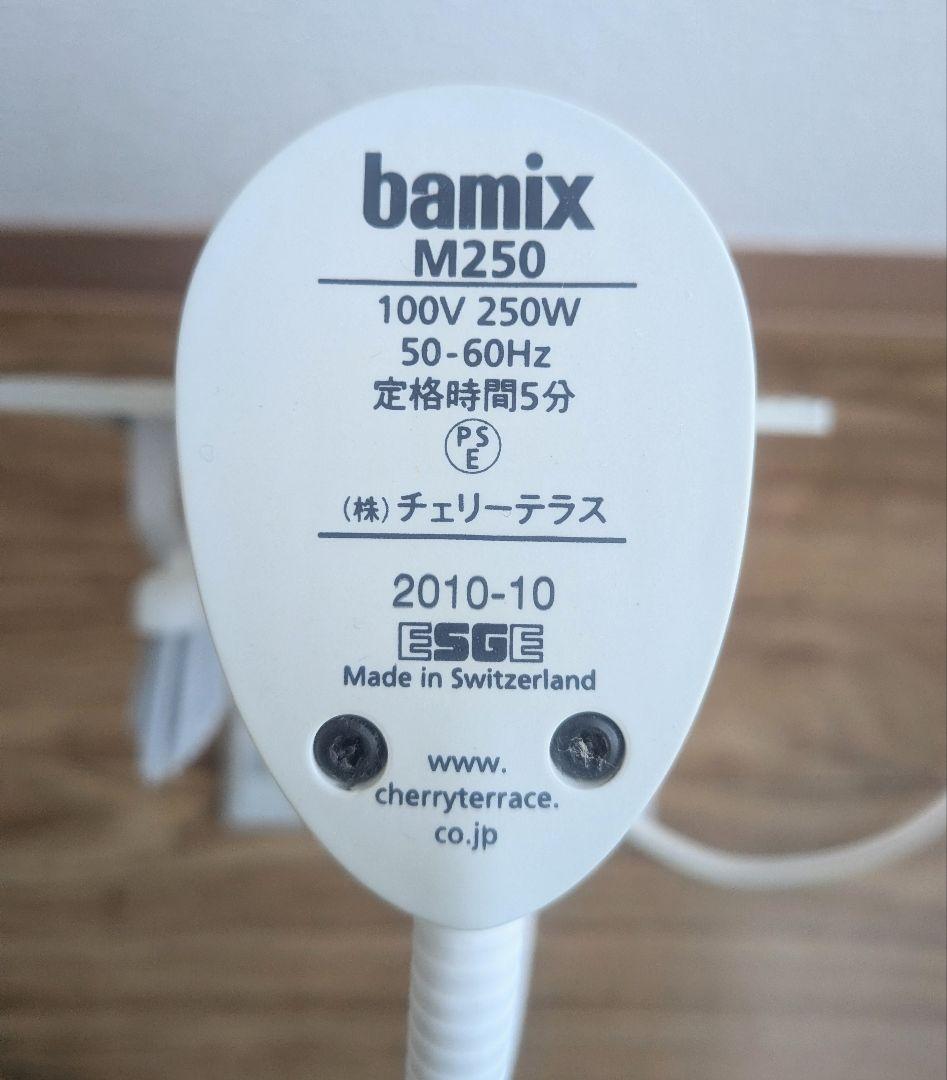 bamix
M250
100V 250W
50-60Hz
定格時間5分
PS
E
(株)チェリーテラス
2010-10
ESGE
Made in Switzerland
www.
cherryterrace.
co.jp